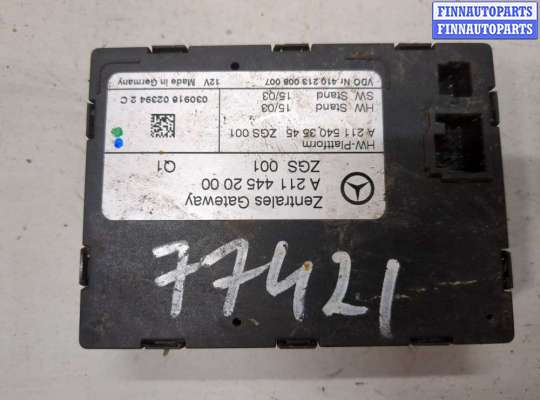 FINNAUTOPARTS
FINNAUTOPARTS
Zentrales Gateway
A 211 445 20 00
ZGS 001 Q1
HW-Plattform
A 211 540 35 45 ZGS 001
HW. Stand 15/03
SW. Stand 15/03
030918 02394 2 C
VDO Nr.410 213 008 007 12V Made in Germany
77421